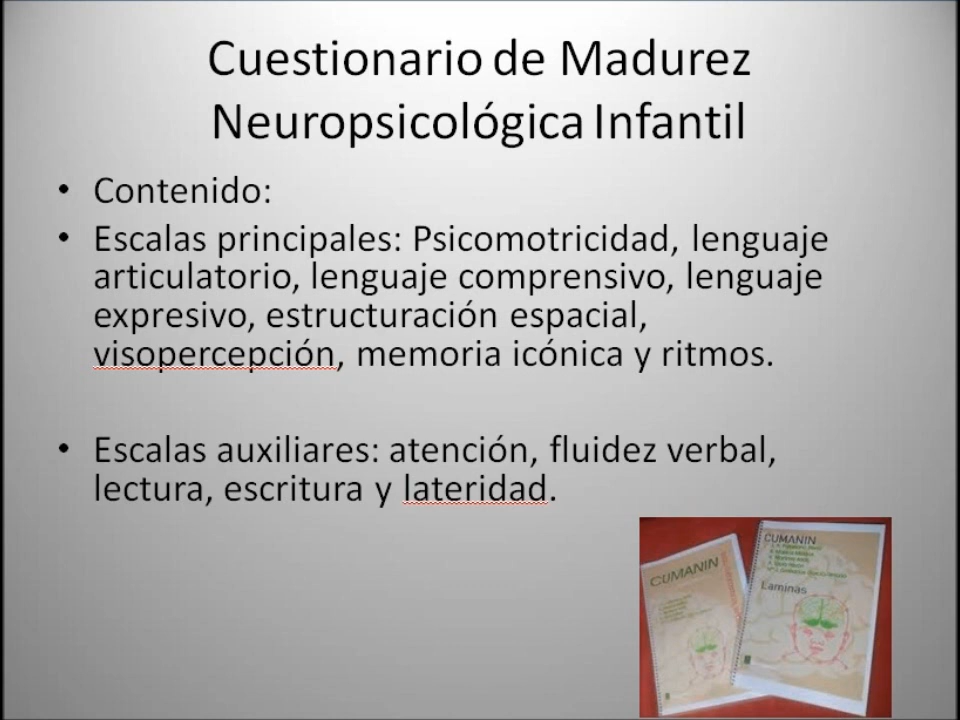 Cuestionario de Madurez
Neuropsicológica Infantil
• Contenido:
• Escalas principales: Psicomotricidad, lenguaje
articulatorio, lenguaje comprensivo, lenguaje
expresivo, estructuración espacial,
visopercepción, memoria icónica y ritmos.
• Escalas auxiliares: atención, fluidez verbal,
lectura, escritura y lateridad.
CUMANIN
CUMANIN
Laminas